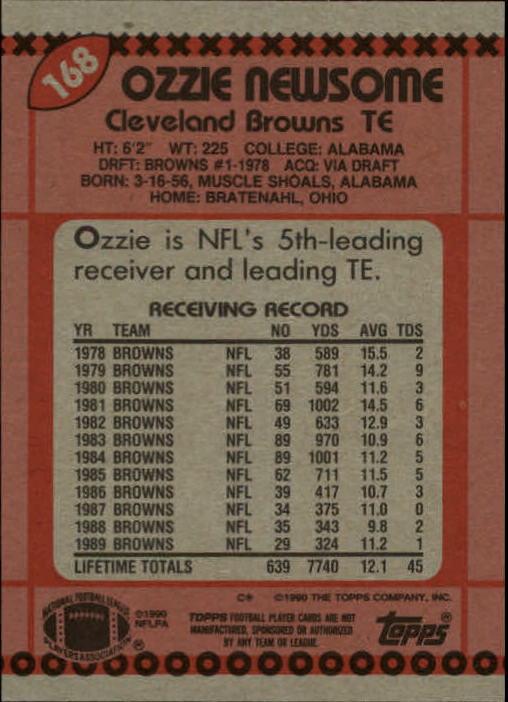 168
OZZIE NEWSOME
Cleveland Browns TE
HT: 6'2" WT: 225 COLLEGE: ALABAMA
DRFT: BROWNS #1-1978 ACQ: VIA DRAFT
BORN: 3-16-56, MUSCLE SHOALS, ALABAMA
HOME: BRATENAHL, OHIO
Ozzie is NFL's 5th-leading
receiver and leading TE.
RECEIVING RECORD
YR TEAM NO YDS AVG TDS
1978 BROWNS NFL 38 589 15.5 2
1979 BROWNS NFL 55 781 14.2 9
1980 BROWNS NFL 51 594 11.6 3
1981 BROWNS NFL 69 1002 14.5 6
1982 BROWNS NFL 49 633 12.9 3
1983 BROWNS NFL 89 970 10.9 6
1984 BROWNS NFL 89 1001 11.2 5
1985 BROWNS NFL 62 711 11.5 5
1986 BROWNS NFL 39 417 10.7 3
1987 BROWNS NFL 34 375 11.0 0
1988 BROWNS NFL 35 343 9.8 2
1989 BROWNS NFL 29 324 11.2 1
LIFETIME TOTALS 639 7740 12.1 45
C* ©1990 THE TOPPS COMPANY, INC.
NATIONAL FOOTBALL LEAGUE
PLAYERS ASSOCIATION ®
©1990
NFLPA
TOPPS FOOTBALL PLAYER CARDS ARE NOT
MANUFACTURED, SPONSORED OR AUTHORIZED
BY ANY TEAM OR LEAGUE.
Topps®